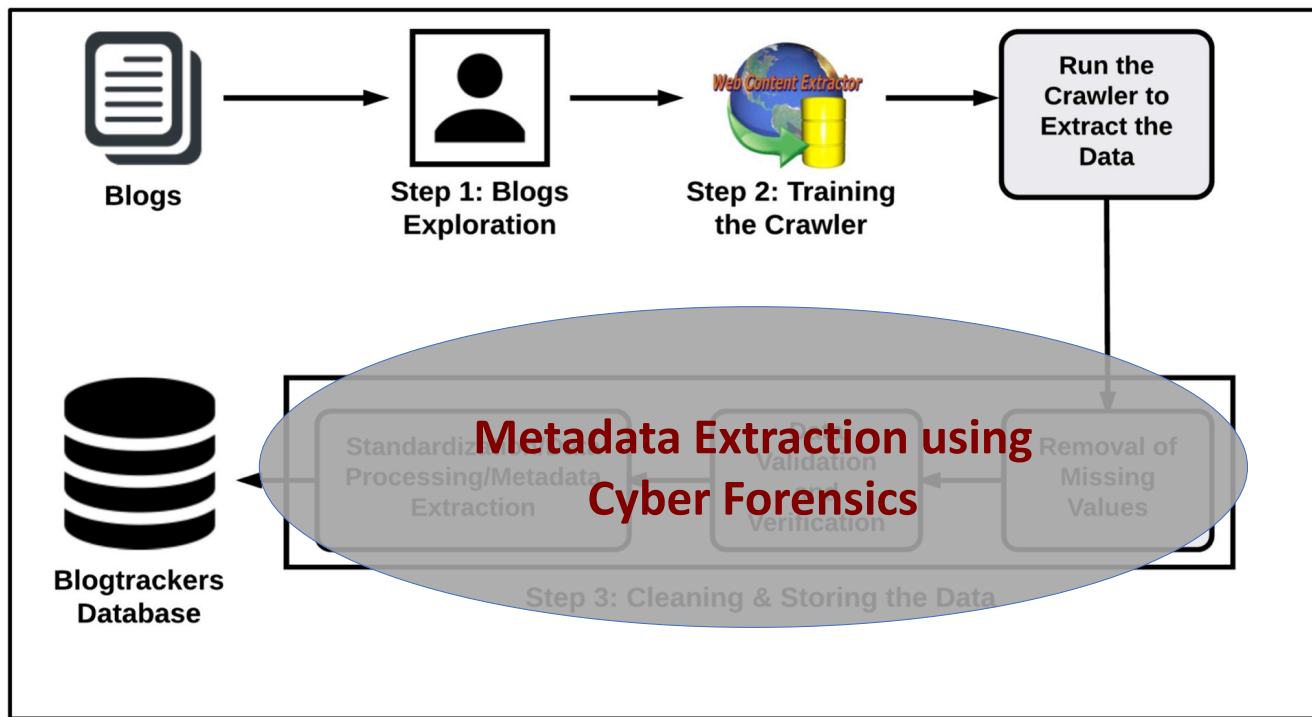 Web Content Extractor
Run the
Crawler to
Extract the
Data
Blogs
Step 1: Blogs
Exploration
Step 2: Training
the Crawler
Metadata Extraction using
Cyber Forensics
Processing/Metadata
Extraction
Validation
and
Verification
Removal of
Missing
Values
Blogtrackers
Database
Step 3: Cleaning & Storing the Data